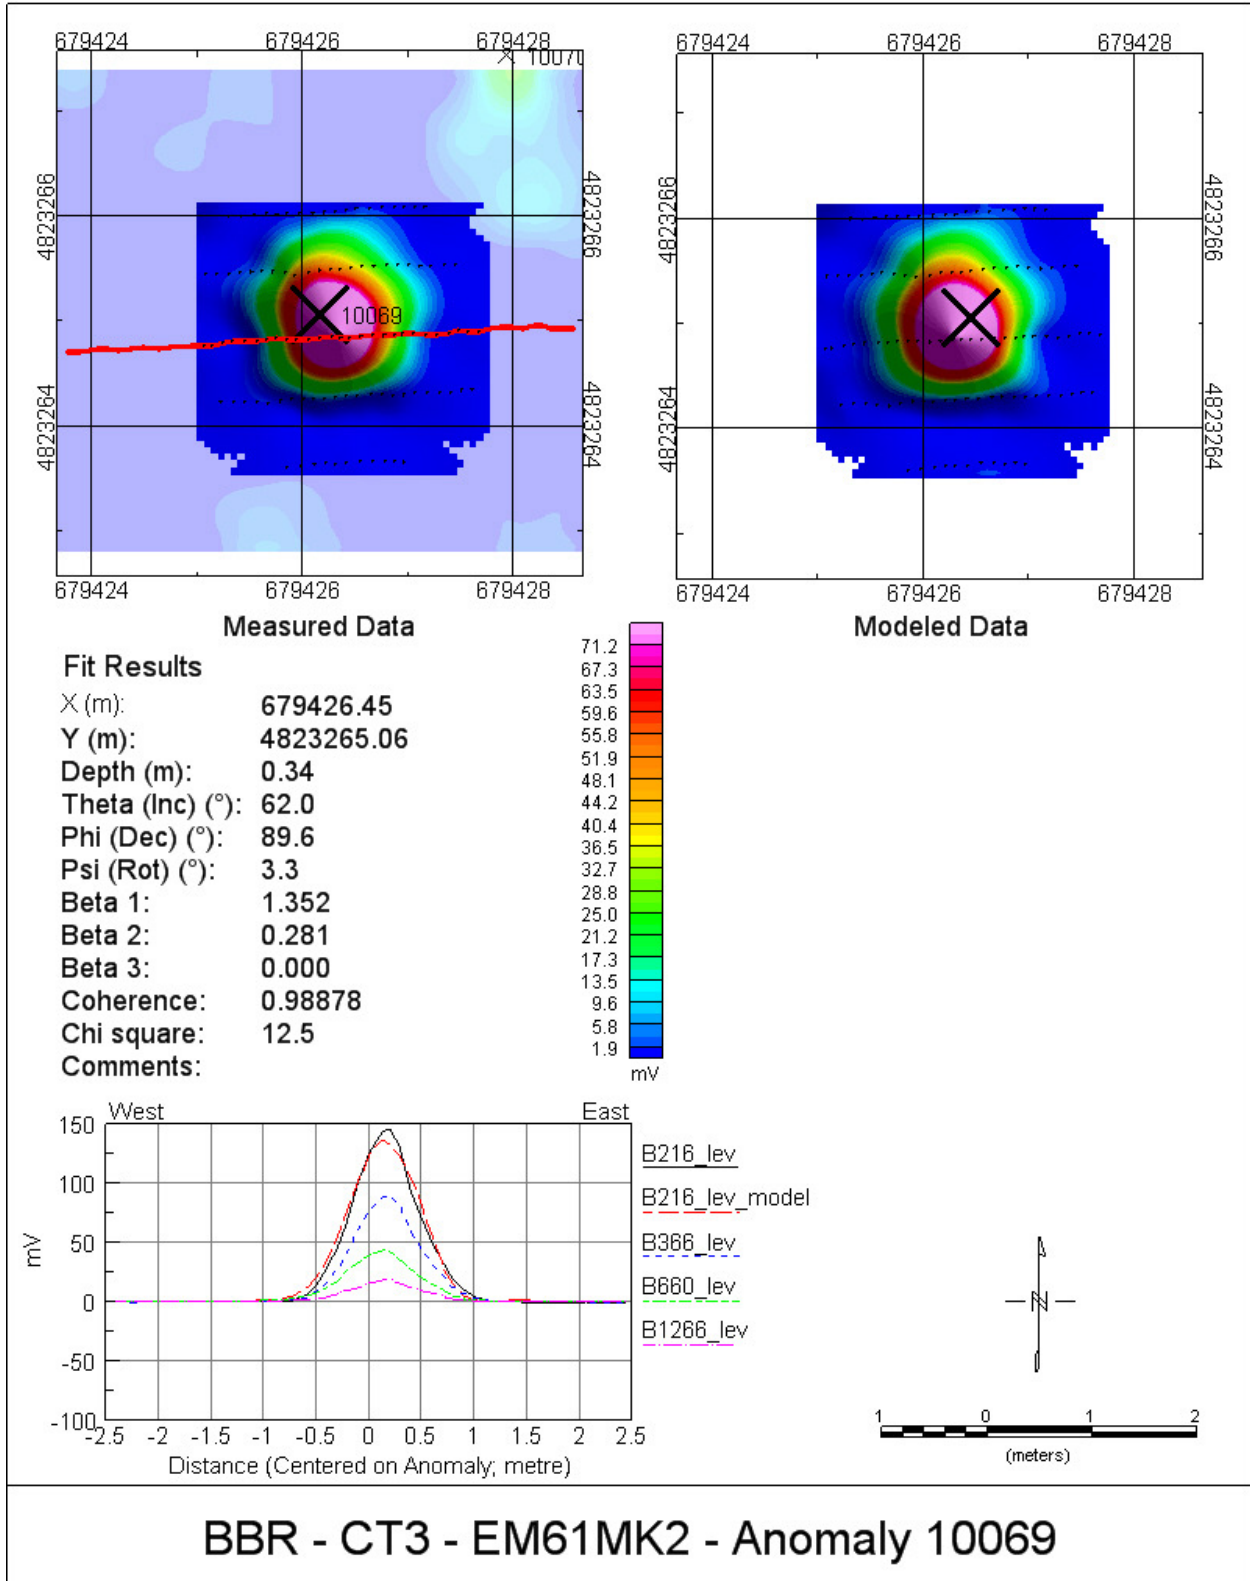 679424 679426 679428
10070
4823266 4823266
10069
4823264 4823264
679424 679426 679428
679424 679426 679428
4823266 4823266
4823264 4823264
679424 679426 679428
Measured Data
Modeled Data
Fit Results
X (m): 679426.45
Y (m): 4823265.06
Depth (m): 0.34
Theta (Inc) (°): 62.0
Phi (Dec) (°): 89.6
Psi (Rot) (°): 3.3
Beta 1: 1.352
Beta 2: 0.281
Beta 3: 0.000
Coherence: 0.98878
Chi square: 12.5
Comments:
71.2
67.3
63.5
59.6
55.8
51.9
48.1
44.2
40.4
36.5
32.7
28.8
25.0
21.2
17.3
13.5
9.6
5.8
1.9
mV
West East
150
100
50
0
-50
-100
mV
-2.5 -2 -1.5 -1 -0.5 0 0.5 1 1.5 2 2.5
Distance (Centered on Anomaly; metre)
B216_lev
B216_lev_model
B366_lev
B660_lev
B1266_lev
N
1 0 1 2
(meters)
BBR - CT3 - EM61MK2 - Anomaly 10069